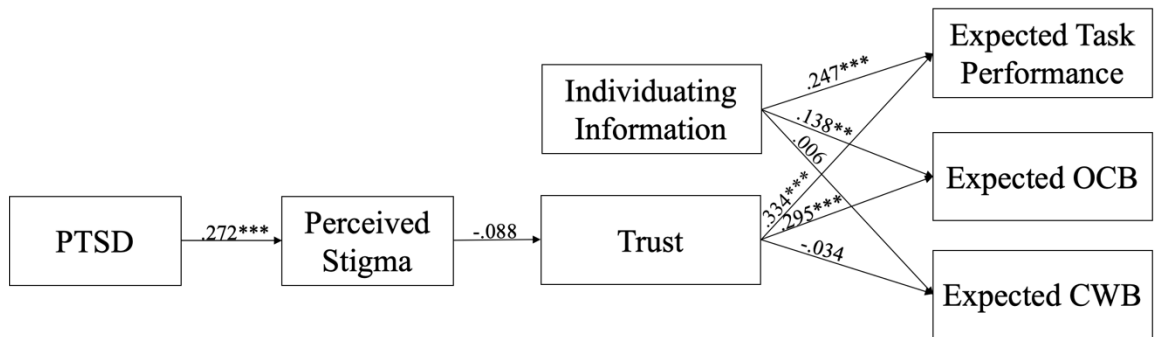 Expected Task
Performance
.247***
Individuating
Information
.138**
.006
Expected OCB
.334***
.295***
PTSD
.272***
Perceived
Stigma
-.088
Trust
-.034
Expected CWB